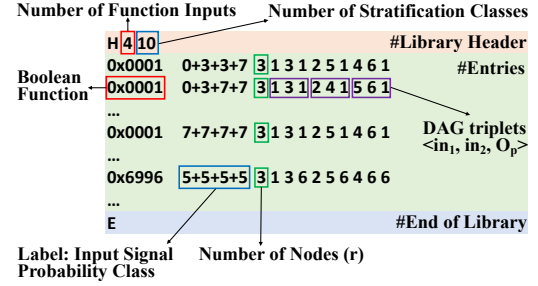 Number of Function Inputs
Number of Stratification Classes
H 4 10 #Library Header
0x0001 0+3+3+7 3 1 3 1 2 5 1 4 6 1 #Entries
Boolean Function
0x0001 0+3+7+7 3 1 3 1 2 4 1 5 6 1
...
DAG triplets
<in₁, in₂, Oₚ>
0x0001 7+7+7+7 3 1 3 1 2 5 1 4 6 1
...
0x6996 5+5+5+5 3 1 3 6 2 5 6 4 6 6
...
E #End of Library
Label: Input Signal
Probability Class
Number of Nodes (r)